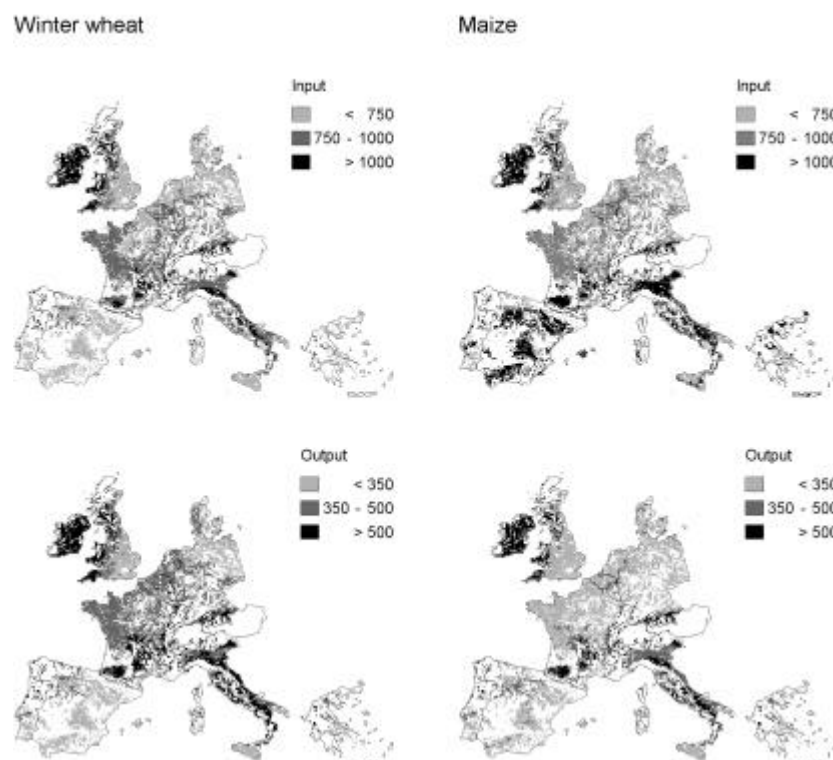 Winter wheat
Maize
Input
< 750
750 - 1000
> 1000
Input
< 750
750 - 1000
> 1000
Output
< 350
350 - 500
> 500
Output
< 350
350 - 500
> 500